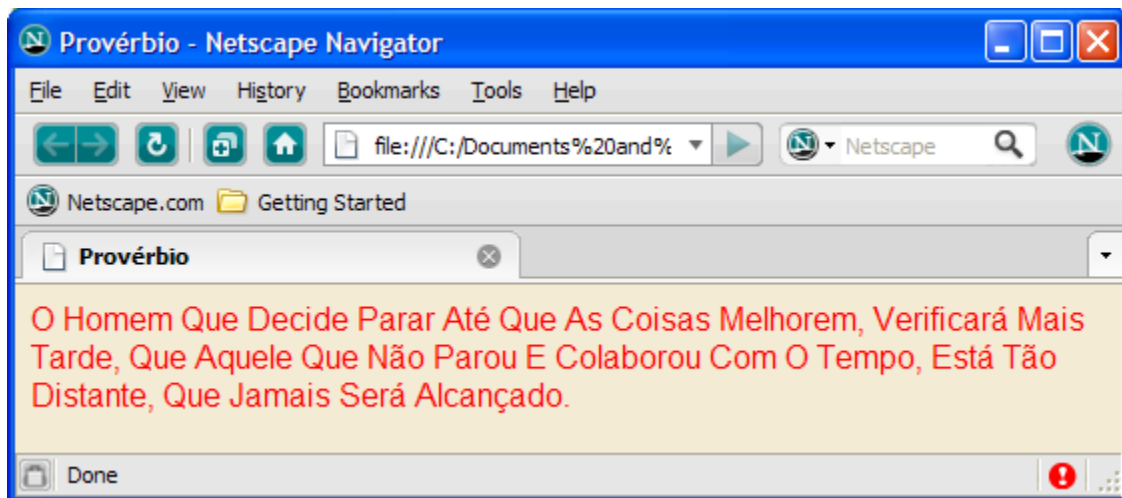 Provérbio - Netscape Navigator
File Edit View History Bookmarks Tools Help
file:///C:/Documents%20and% Netscape
Netscape.com Getting Started
Provérbio
O Homem Que Decide Parar Até Que As Coisas Melhorem, Verificará Mais
Tarde, Que Aquele Que Não Parou E Colaborou Com O Tempo, Está Tão
Distante, Que Jamais Será Alcançado.
Done